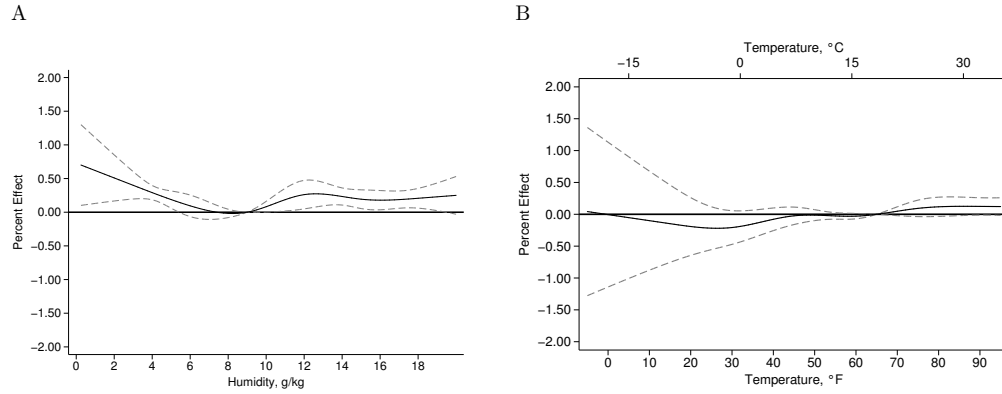 A
2.00
1.50
1.00
0.50
0.00
−0.50
−1.00
−1.50
−2.00
Percent Effect
0 2 4 6 8 10 12 14 16 18
Humidity, g/kg
B
Temperature, °C
−15 0 15 30
2.00
1.50
1.00
0.50
0.00
−0.50
−1.00
−1.50
−2.00
Percent Effect
0 10 20 30 40 50 60 70 80 90
Temperature, °F